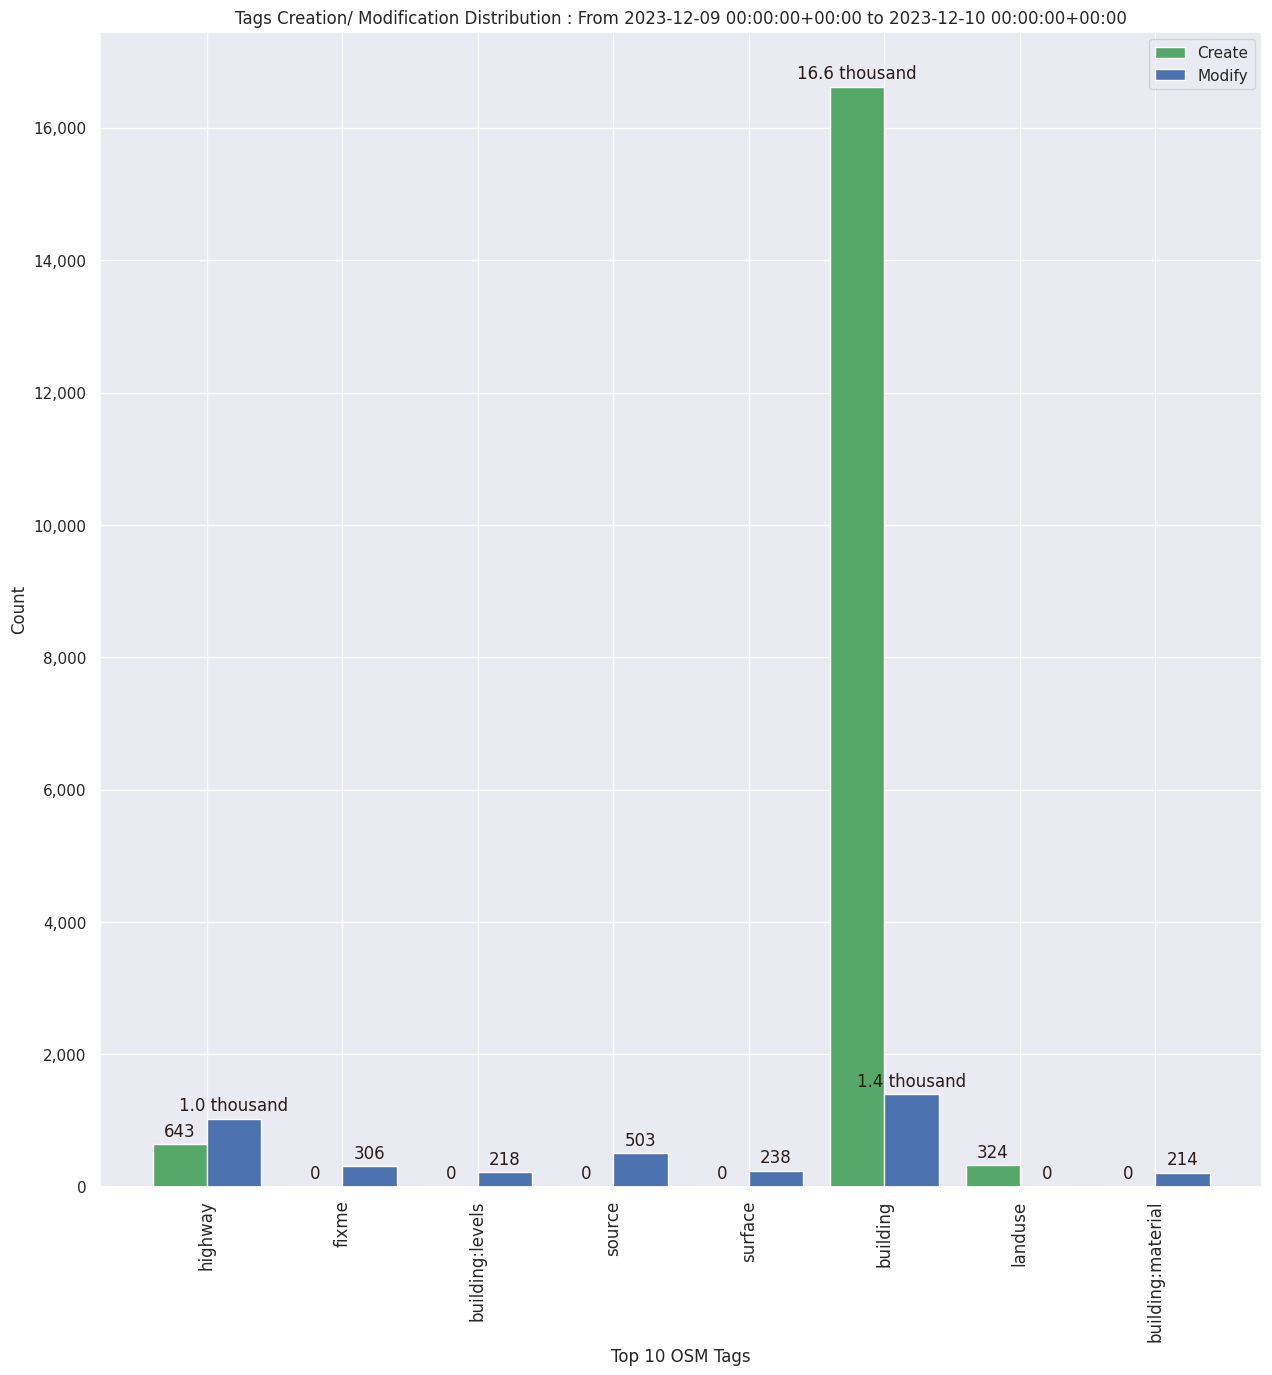 Tags Creation/ Modification Distribution : From 2023-12-09 00:00:00+00:00 to 2023-12-10 00:00:00+00:00
Create
Modify
16.6 thousand
16,000
14,000
12,000
10,000
8,000
6,000
4,000
2,000
0
Count
643
1.0 thousand
0
306
0
218
0
503
0
238
1.4 thousand
324
0
0
214
highway
fixme
building:levels
source
surface
building
landuse
building:material
Top 10 OSM Tags